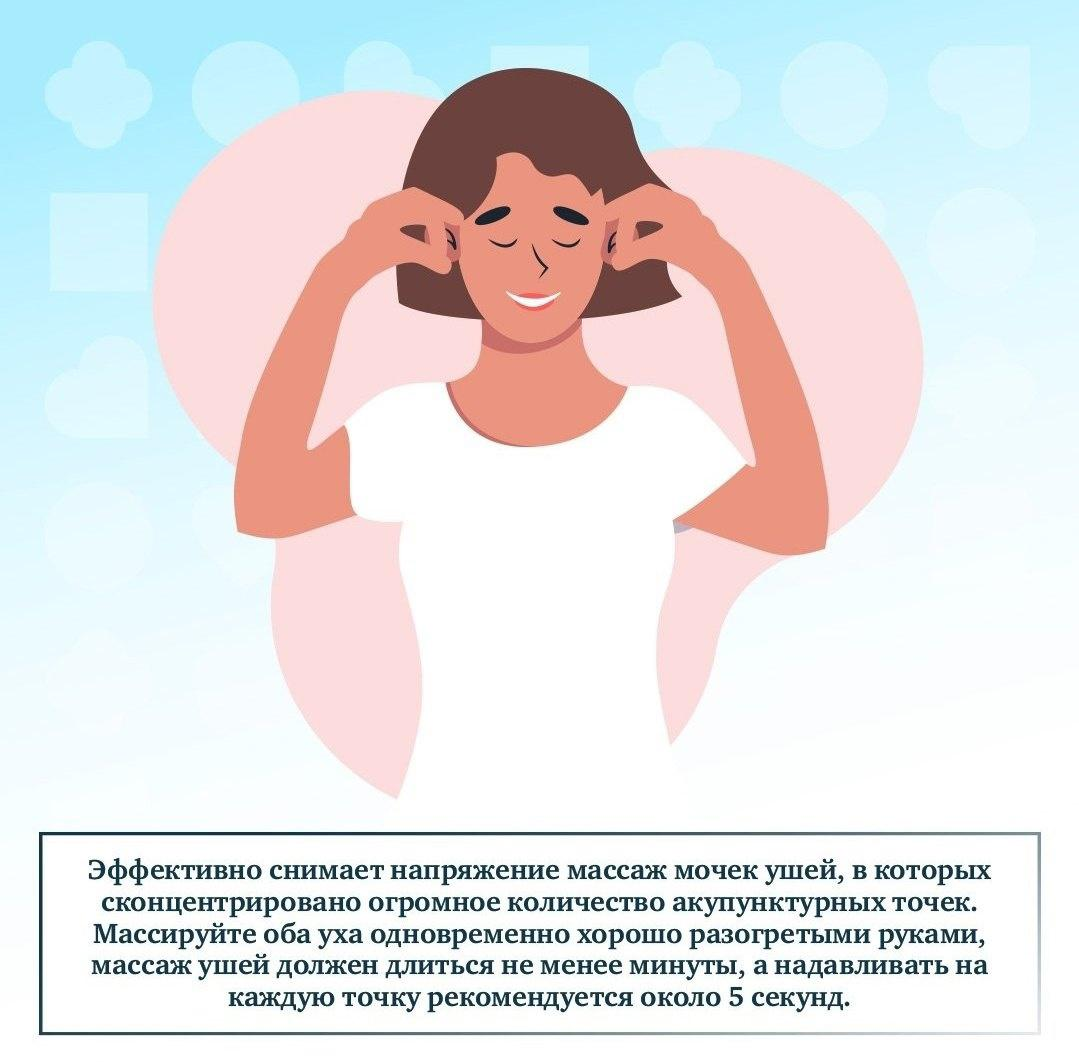 Эффективно снимает напряжение массаж мочек ушей, в которых
сконцентрировано огромное количество акупунктурных точек.
Массируйте оба уха одновременно хорошо разогретыми руками,
массаж ушей должен длиться не менее минуты, а надавливать на
каждую точку рекомендуется около 5 секунд.